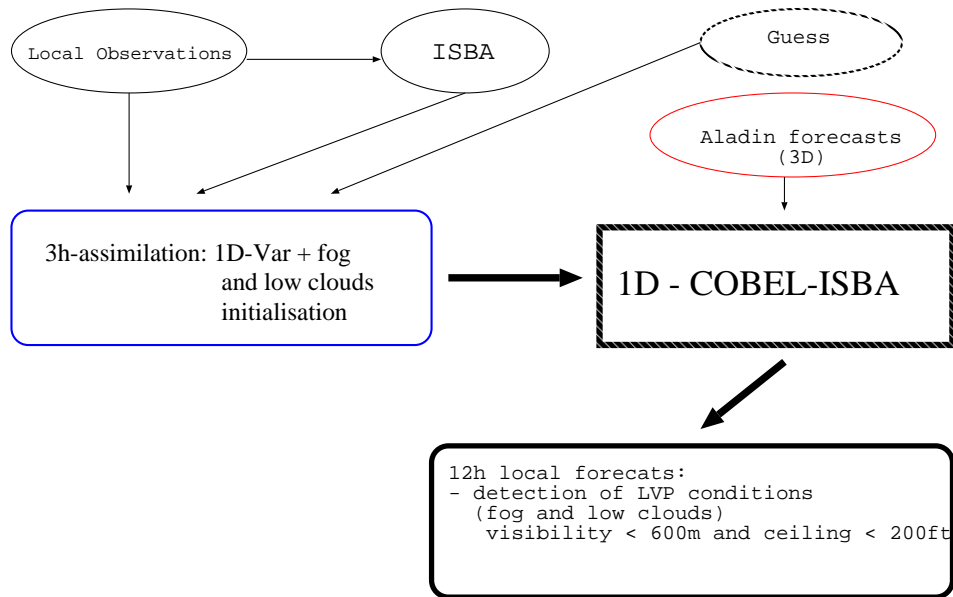 Local Observations
ISBA
Guess
Aladin forecasts
(3D)
3h-assimilation: 1D-Var + fog
and low clouds
initialisation
1D - COBEL-ISBA
12h local forecats:
- detection of LVP conditions
(fog and low clouds)
visibility < 600m and ceiling < 200ft